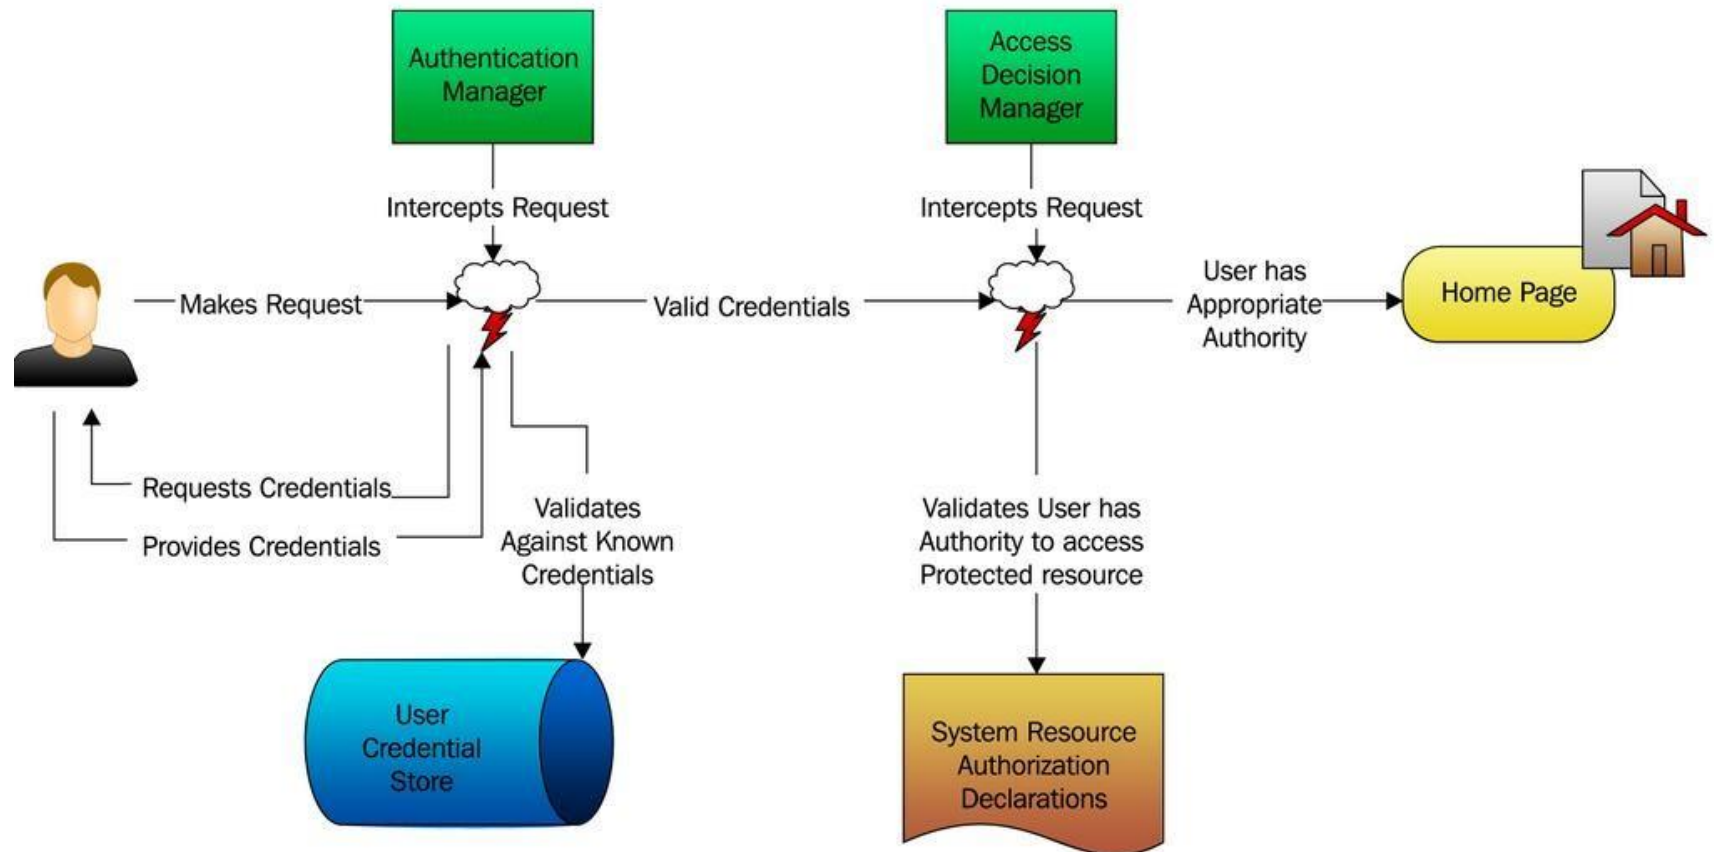 Authentication
Manager
Access
Decision
Manager
Intercepts Request
Intercepts Request
Makes Request
Valid Credentials
User has
Appropriate
Authority
Home Page
Requests Credentials
Provides Credentials
Validates
Against Known
Credentials
Validates User has
Authority to access
Protected resource
User
Credential
Store
System Resource
Authorization
Declarations